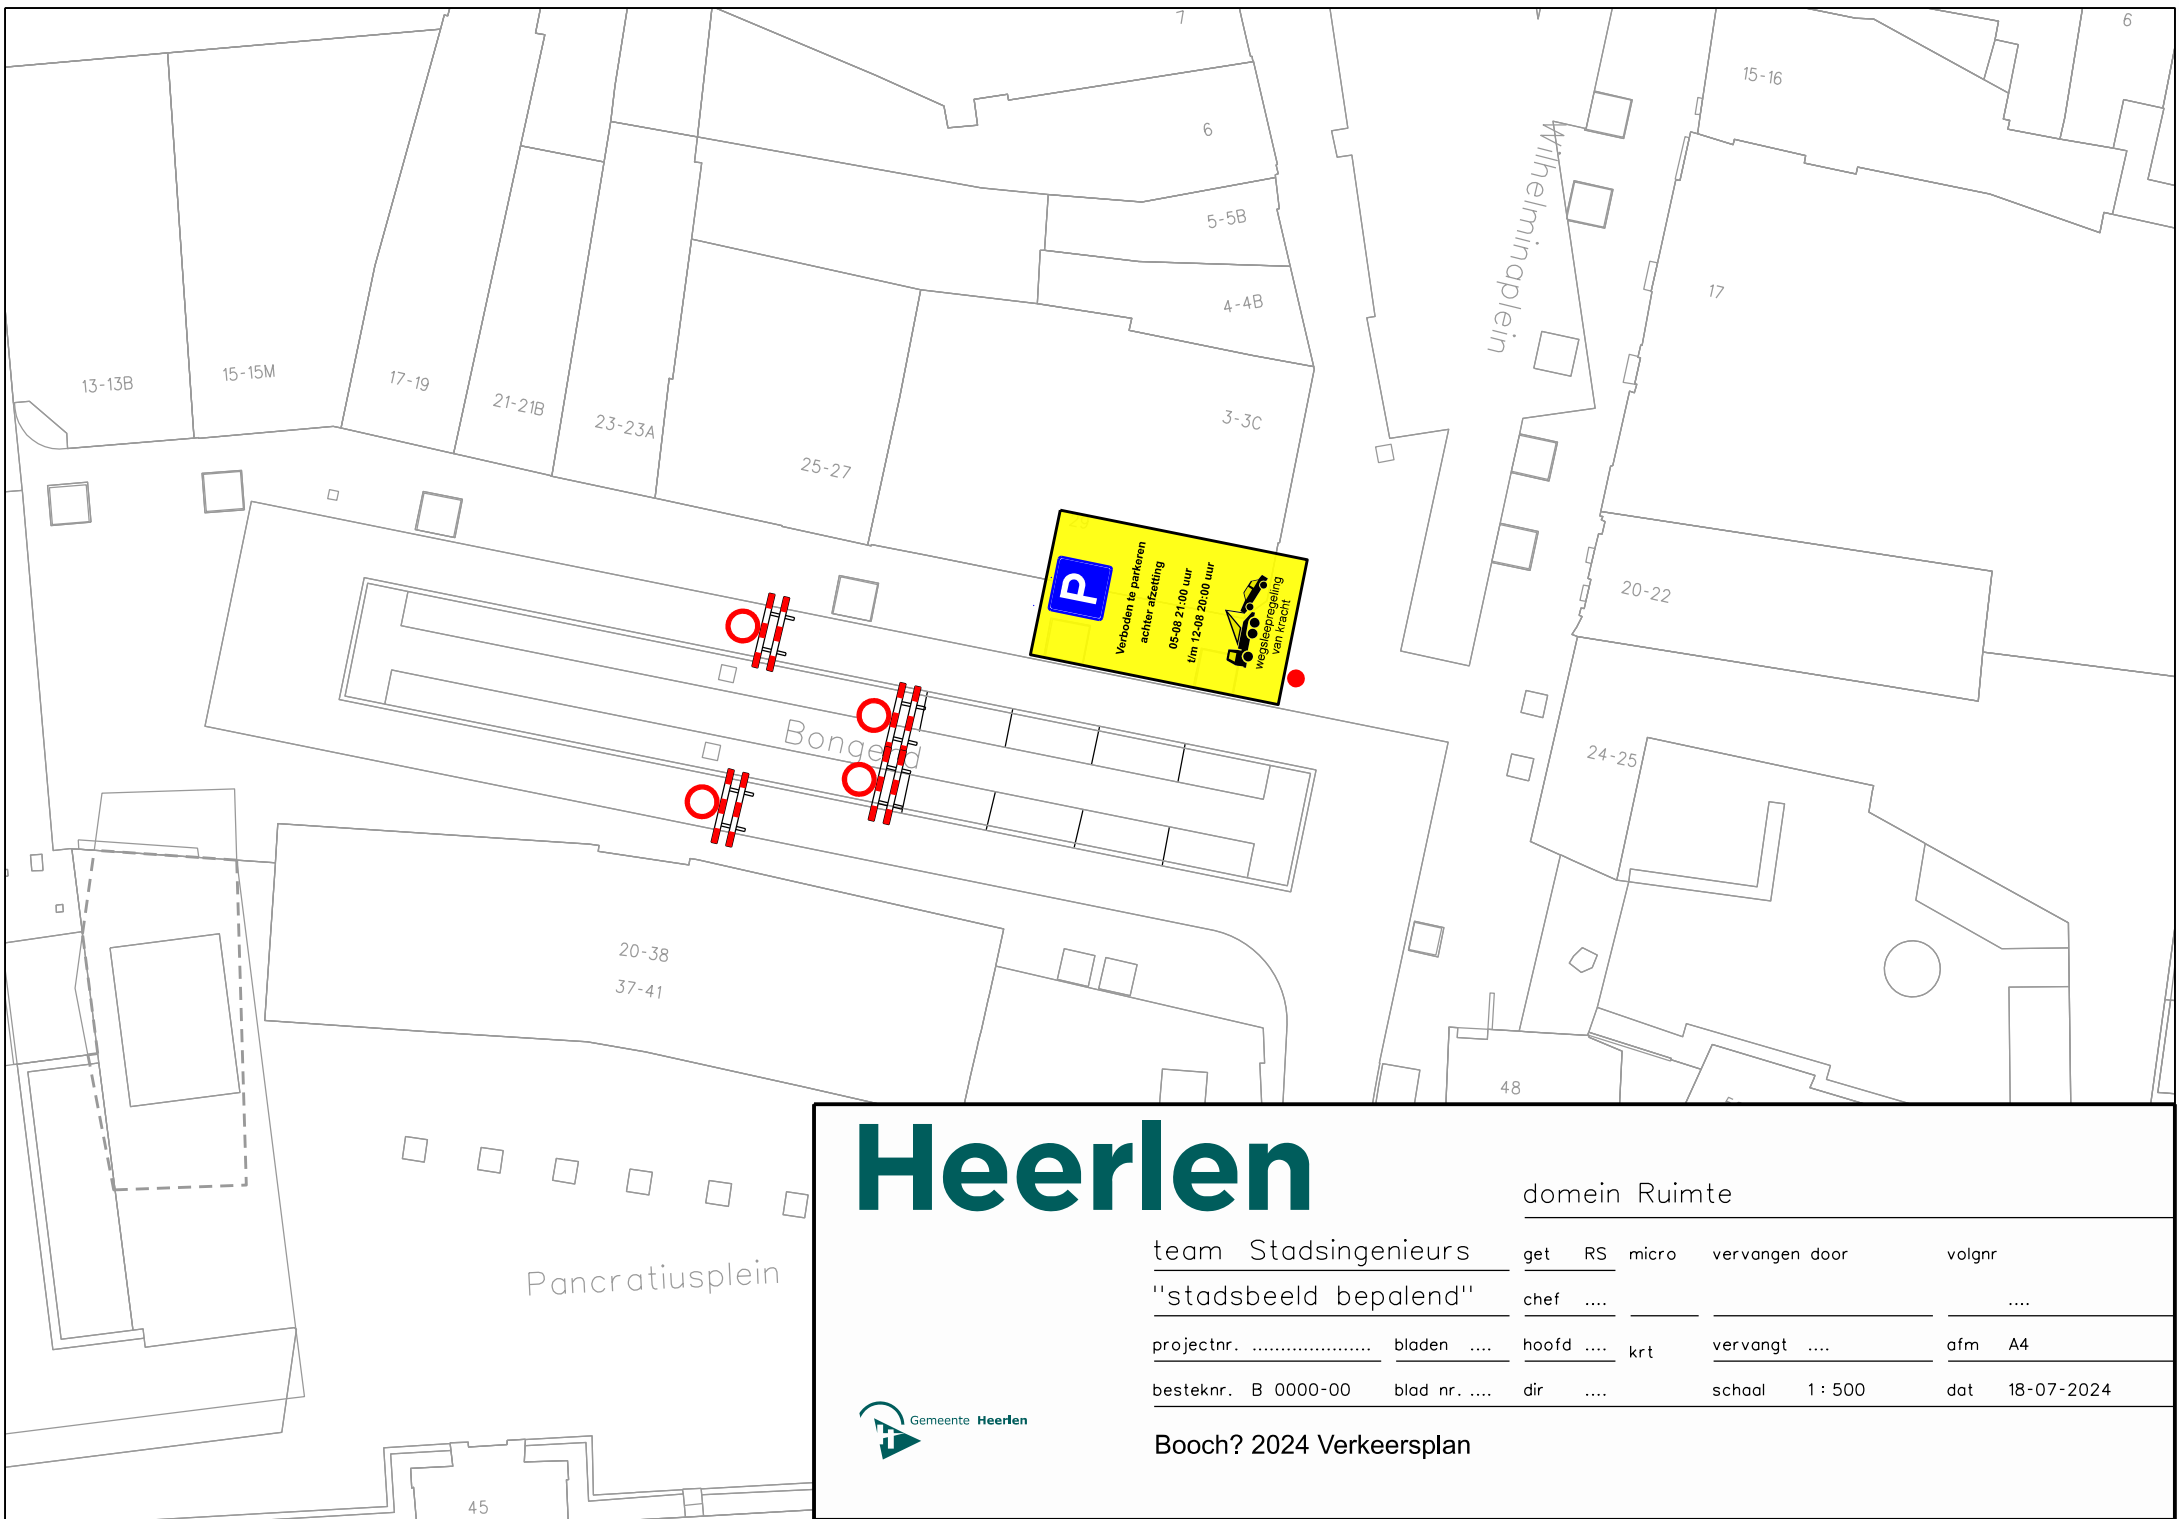 7
6
15-16
6
Wilhelminaplein
5-5B
4-4B
17
13-13B
15-15M
17-19
21-21B
23-23A
25-27
3-3C
P
Verboden te parkeren
achter afzetting
05-08 21:00 uur
t/m 12-08 20:00 uur
wegsleepregeling
van kracht
20-22
Bongerd
24-25
20-38
37-41
48
Pancratiusplein
45
Heerlen
domein Ruimte
team Stadsingenieurs
get RS micro vervangen door volgnr
"stadsbeeld bepalend"
chef .... ....
projectnr. ..................... bladen .... hoofd .... krt vervangt .... afm A4
besteknr. B 0000-00 blad nr. .... dir .... schaal 1 : 500 dat 18-07-2024
Gemeente Heerlen
Booch? 2024 Verkeersplan